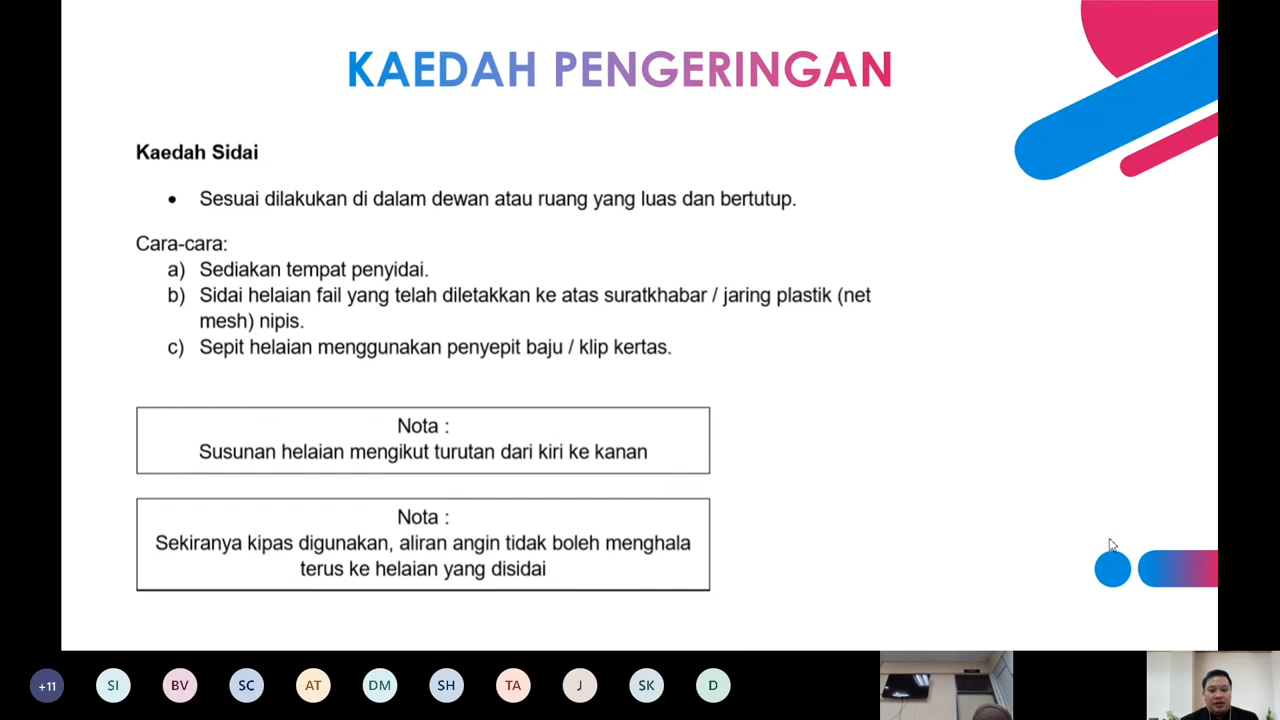 KAEDAH PENGERINGAN
Kaedah Sidai
• Sesuai dilakukan di dalam dewan atau ruang yang luas dan bertutup.
Cara-cara:
a) Sediakan tempat penyidai.
b) Sidai helaian fail yang telah diletakkan ke atas suratkhabar / jaring plastik (net
mesh) nipis.
c) Sepit helaian menggunakan penyepit baju / klip kertas.
Nota :
Susunan helaian mengikut turutan dari kiri ke kanan
Nota :
Sekiranya kipas digunakan, aliran angin tidak boleh menghala
terus ke helaian yang disidai
+11 SI BV SC AT DM SH TA J SK D